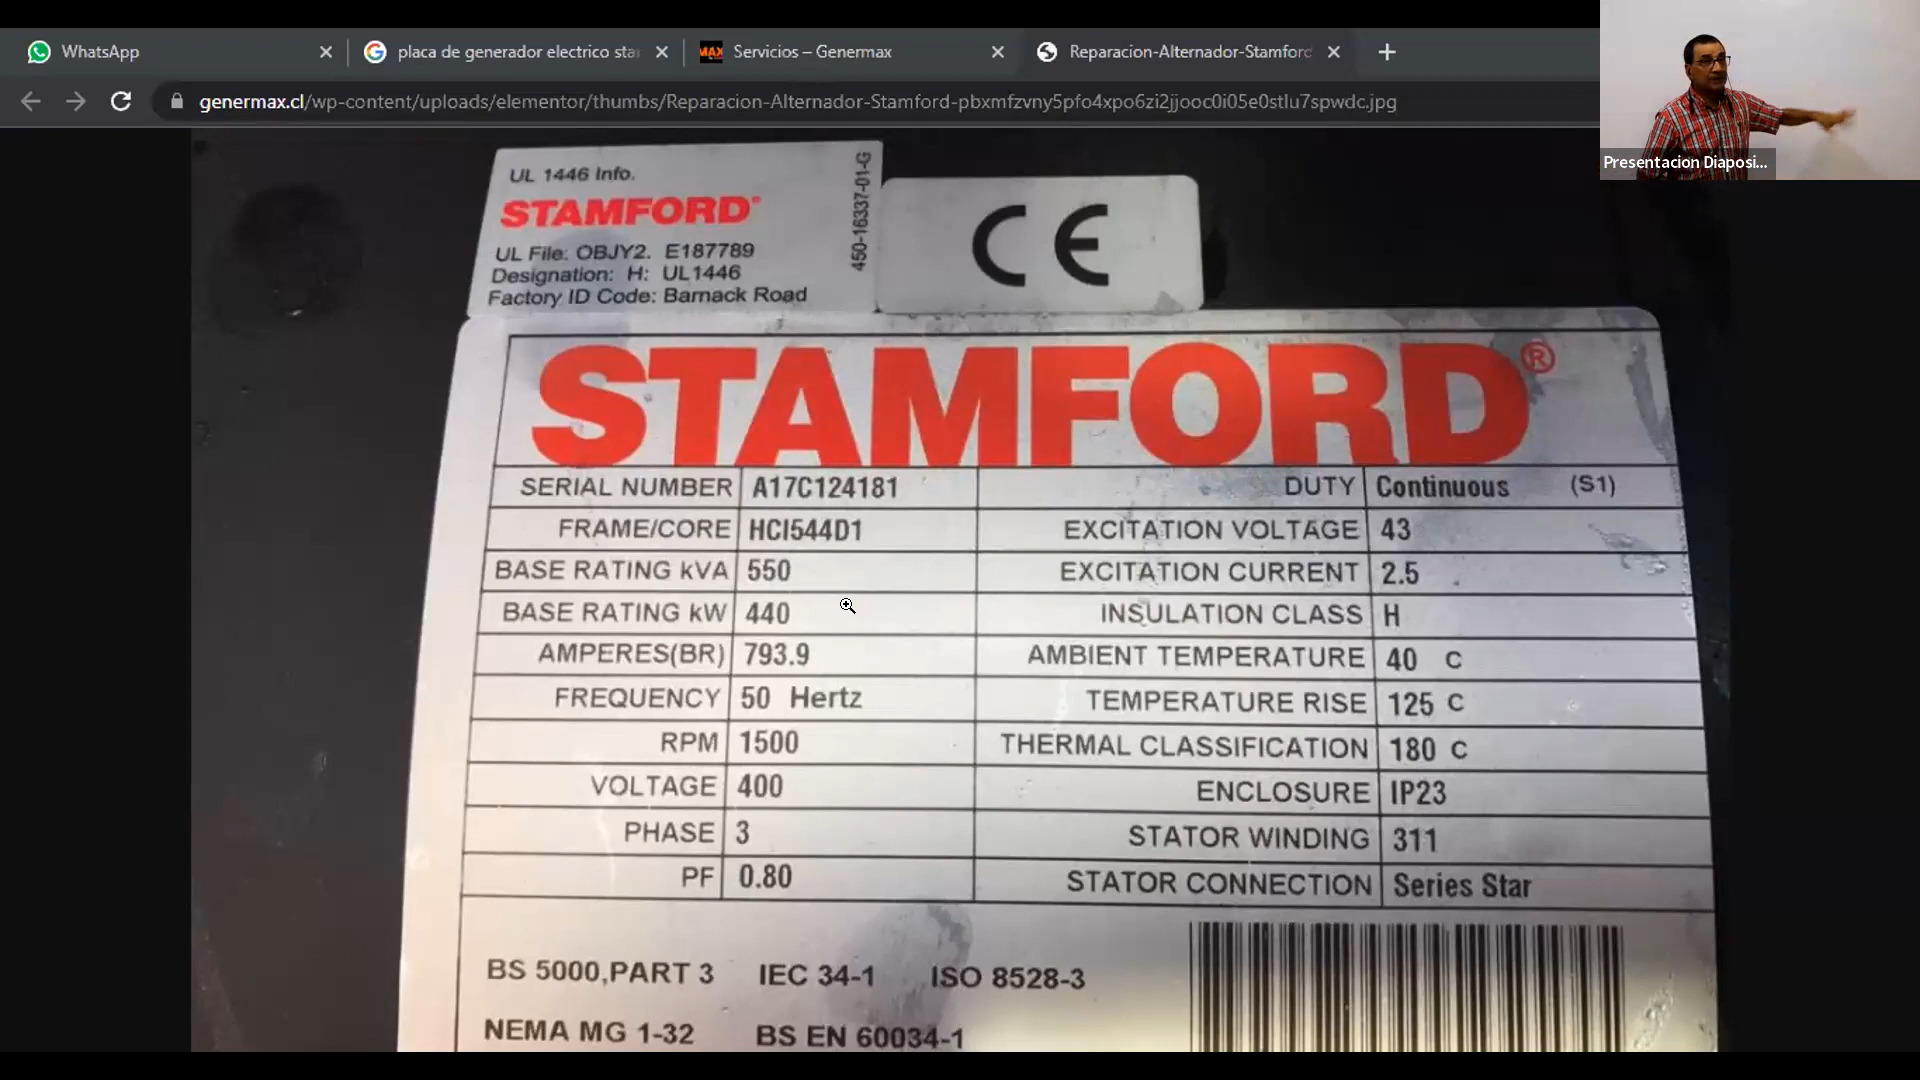 WhatsApp
placa de generador electrico sta
Servicios – Genermax
Reparacion-Alternador-Stamford
genermax.cl/wp-content/uploads/elementor/thumbs/Reparacion-Alternador-Stamford-pbxmfzvny5pfo4xpo6zi2jjooc0i05e0stlu7spwdc.jpg
Presentacion Diaposi...
UL 1446 Info.
STAMFORD®
UL File: OBJY2. E187789
Designation: H: UL1446
Factory ID Code: Barnack Road
450-16337-01-G
CE
STAMFORD®
SERIAL NUMBER A17C124181 DUTY Continuous (S1)
FRAME/CORE HCI544D1 EXCITATION VOLTAGE 43
BASE RATING kVA 550 EXCITATION CURRENT 2.5
BASE RATING kW 440 INSULATION CLASS H
AMPERES(BR) 793.9 AMBIENT TEMPERATURE 40 C
FREQUENCY 50 Hertz TEMPERATURE RISE 125 C
RPM 1500 THERMAL CLASSIFICATION 180 C
VOLTAGE 400 ENCLOSURE IP23
PHASE 3 STATOR WINDING 311
PF 0.80 STATOR CONNECTION Series Star
BS 5000,PART 3 IEC 34-1 ISO 8528-3
NEMA MG 1-32 BS EN 60034-1